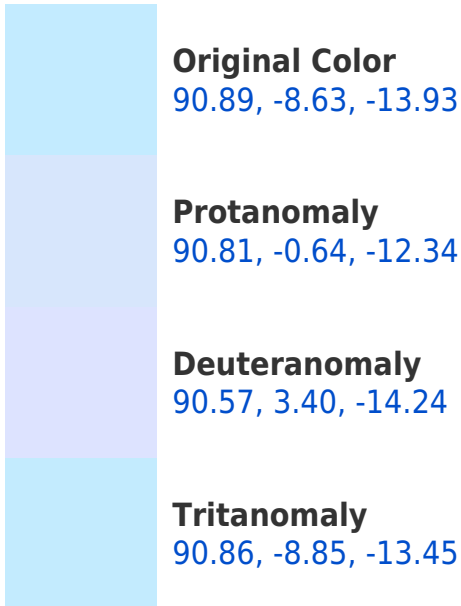 Original Color
90.89, -8.63, -13.93
Protanomaly
90.81, -0.64, -12.34
Deuteranomaly
90.57, 3.40, -14.24
Tritanomaly
90.86, -8.85, -13.45